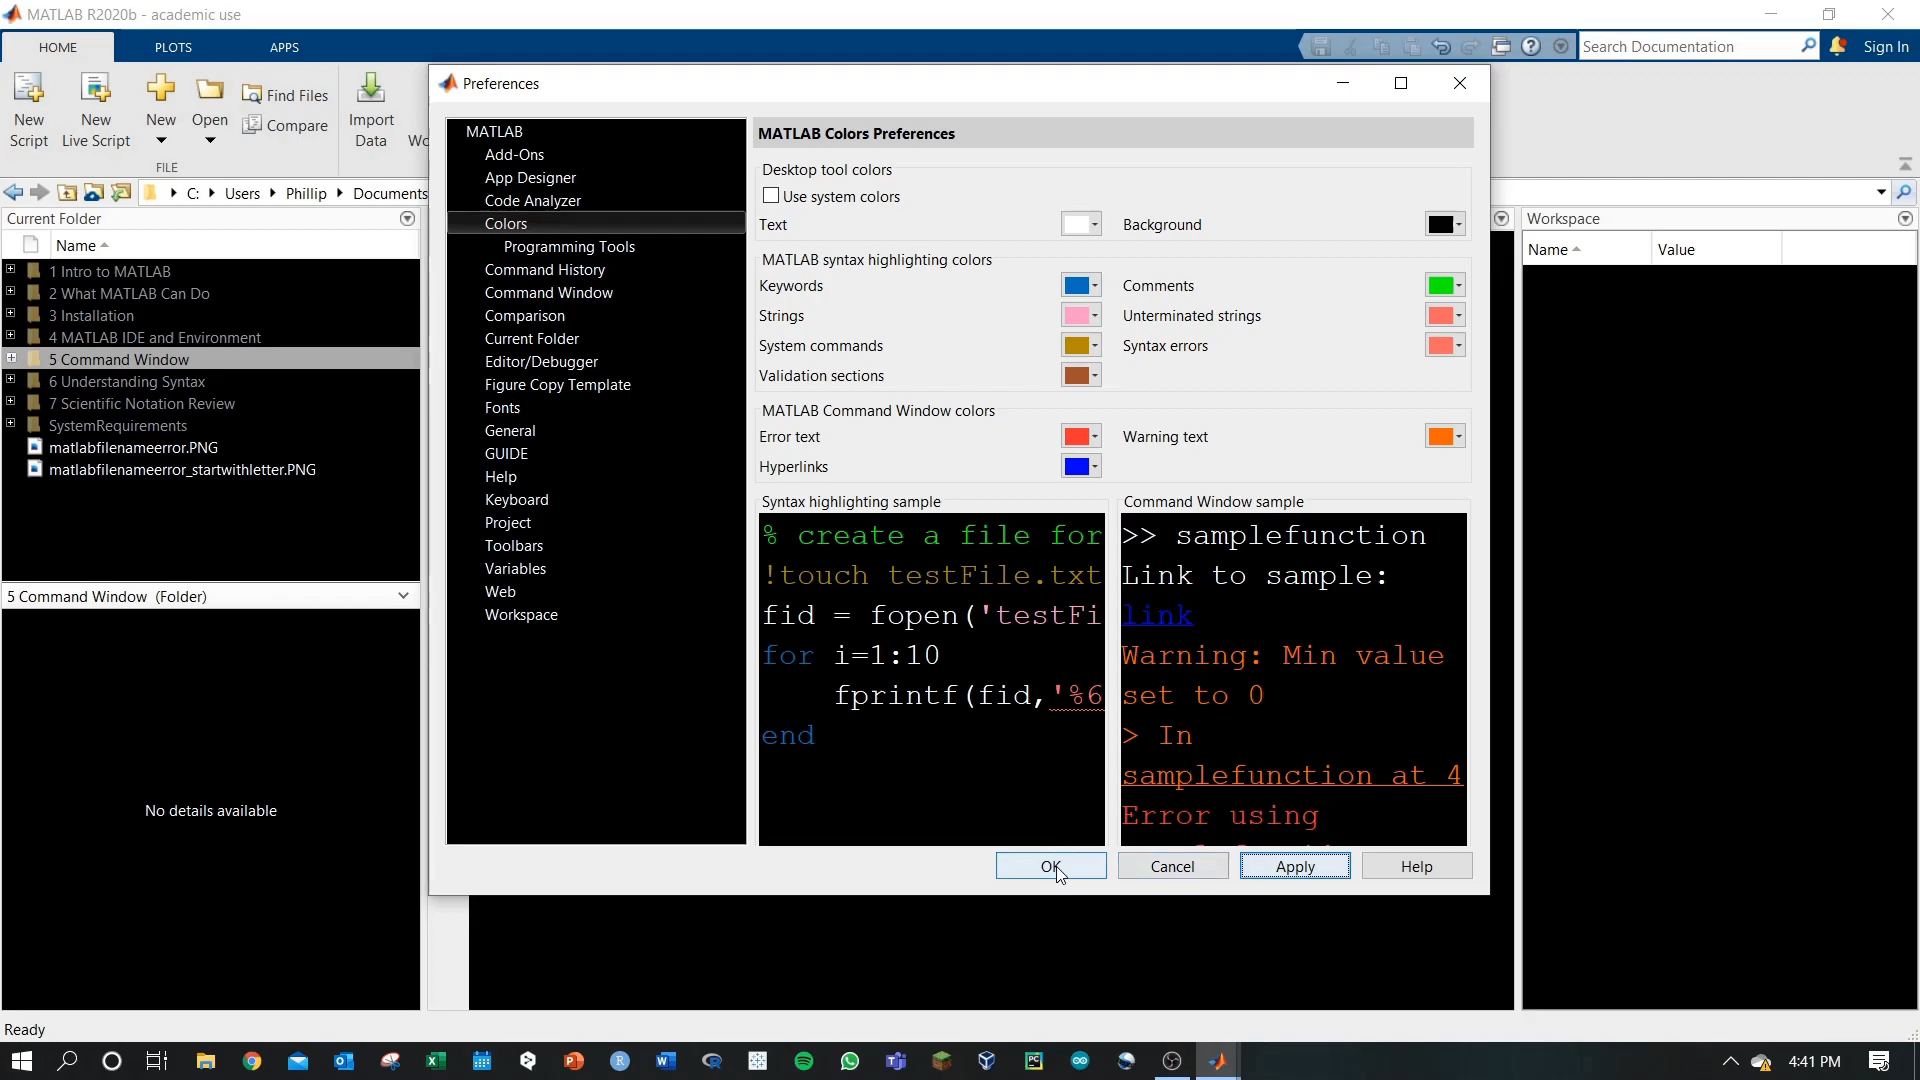 MATLAB R2020b - academic use
HOME
PLOTS
APPS
Search Documentation
Sign In
New Script
New Live Script
New
Open
Find Files
Compare
Import Data
FILE
C:
Users
Phillip
Documents
Current Folder
Name
1 Intro to MATLAB
2 What MATLAB Can Do
3 Installation
4 MATLAB IDE and Environment
5 Command Window
6 Understanding Syntax
7 Scientific Notation Review
SystemRequirements
matlabfilenameerror.PNG
matlabfilenameerror_startwithletter.PNG
5 Command Window (Folder)
No details available
Preferences
MATLAB
Add-Ons
App Designer
Code Analyzer
Colors
Programming Tools
Command History
Command Window
Comparison
Current Folder
Editor/Debugger
Figure Copy Template
Fonts
General
GUIDE
Help
Keyboard
Project
Toolbars
Variables
Web
Workspace
MATLAB Colors Preferences
Desktop tool colors
Use system colors
Text
Background
MATLAB syntax highlighting colors
Keywords
Comments
Strings
Unterminated strings
System commands
Syntax errors
Validation sections
MATLAB Command Window colors
Error text
Warning text
Hyperlinks
Syntax highlighting sample
% create a file for
!touch testFile.txt
fid = fopen('testFi
for i=1:10
fprintf(fid,'%6
end
Command Window sample
>> samplefunction
Link to sample:
link
Warning: Min value
set to 0
> In
samplefunction at 4
Error using
OK
Cancel
Apply
Help
Workspace
Name
Value
Ready
4:41 PM